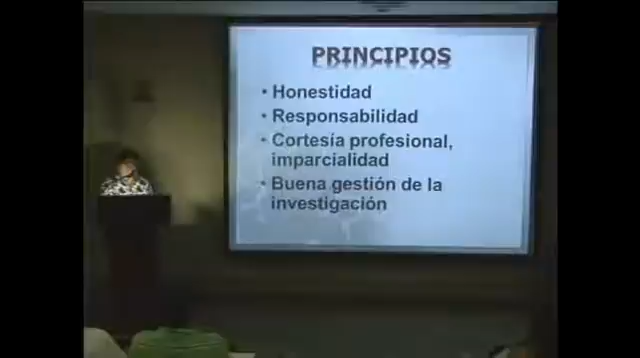 PRINCIPIOS
• Honestidad
• Responsabilidad
• Cortesía profesional,
imparcialidad
• Buena gestión de la
investigación